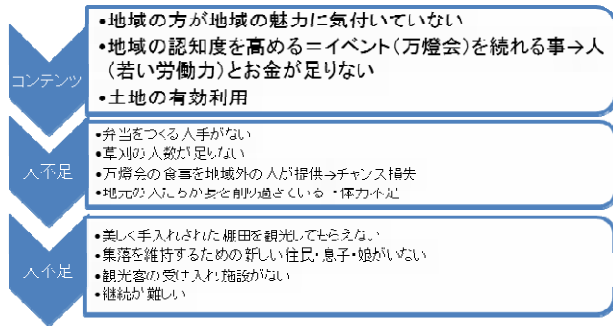 コンテンツ
•地域の方が地域の魅力に気付いていない
•地域の認知度を高める＝イベント(万燈会)を続れる事→人
(若い労働力)とお金が足りない
•土地の有効利用
人不足
•弁当をつくる人手がない
•草刈の人数が足りない
•万燈会の食事を地域外の人が提供→チャンス損失
•地元の人たちが身を削り過ぎている・体力不足
人不足
•美しく手入れされた棚田を観光してもらえない
•集落を維持するための新しい住民・息子・娘がいない
•観光客の受け入れ施設がない
•継続が難しい